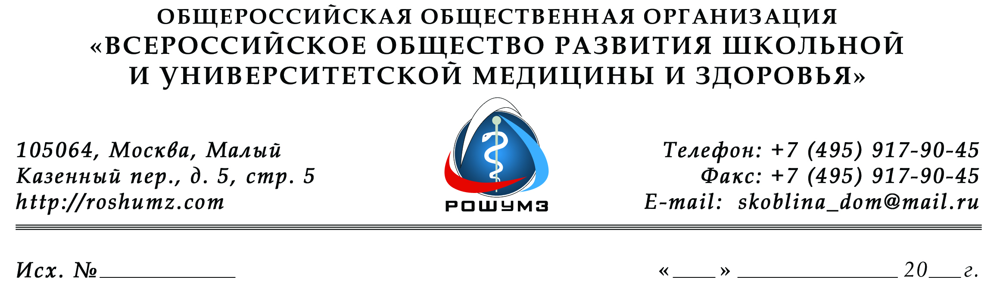 ОБЩЕРОССИЙСКАЯ ОБЩЕСТВЕННАЯ ОРГАНИЗАЦИЯ
«ВСЕРОССИЙСКОЕ ОБЩЕСТВО РАЗВИТИЯ ШКОЛЬНОЙ
И УНИВЕРСИТЕТСКОЙ МЕДИЦИНЫ И ЗДОРОВЬЯ»
105064, Москва, Малый
Казенный пер., д. 5, стр. 5
http://roshumz.com
РОШУМЗ
Телефон: +7 (495) 917-90-45
Факс: +7 (495) 917-90-45
E-mail: skoblina_dom@mail.ru
Исх. №____________
«____» ______________ 20___г.